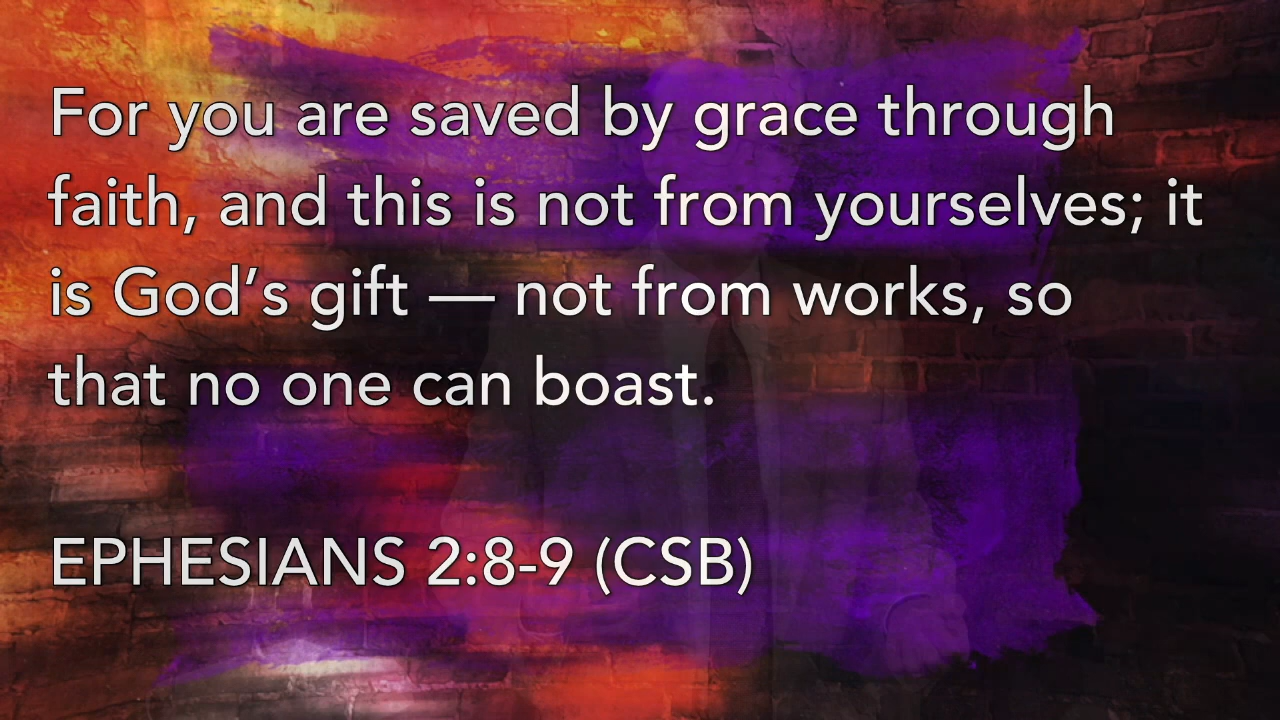 For you are saved by grace through
faith, and this is not from yourselves; it
is God’s gift — not from works, so
that no one can boast.
EPHESIANS 2:8-9 (CSB)